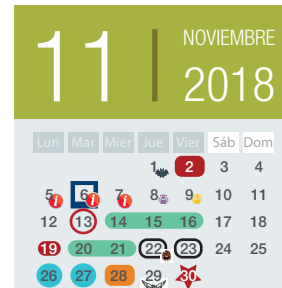 11
NOVIEMBRE
2018
Lun Mar Mier Jue Vier Sáb Dom
1 2 3 4
5 i 6 i 7 i 8 9 10 11
12 13 14 15 16 17 18
19 20 21 22 23 24 25
26 27 28 29 30